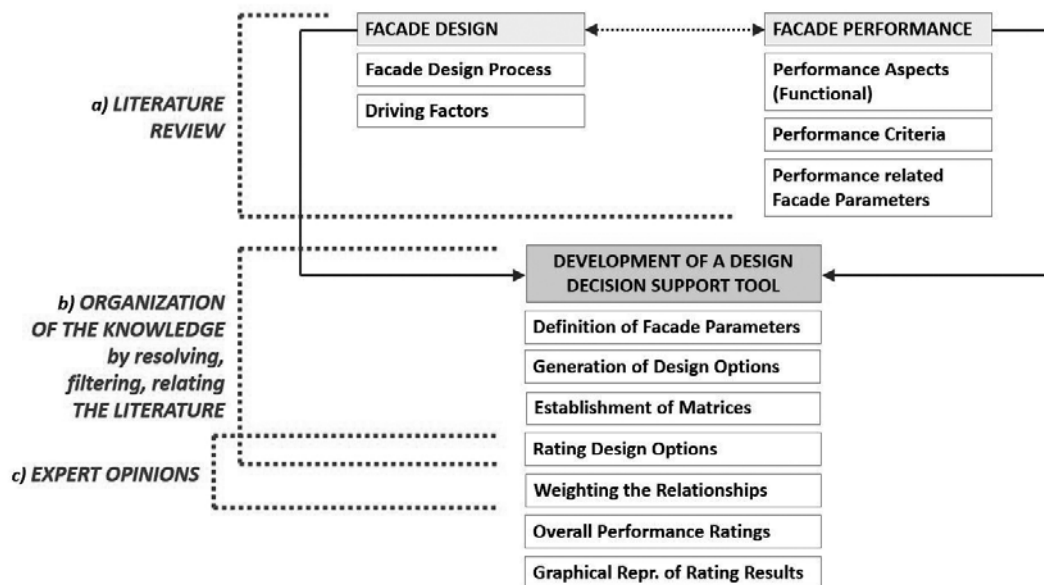 FACADE DESIGN
Facade Design Process
Driving Factors
FACADE PERFORMANCE
Performance Aspects
(Functional)
Performance Criteria
Performance related
Facade Parameters
a) LITERATURE
REVIEW
DEVELOPMENT OF A DESIGN
DECISION SUPPORT TOOL
Definition of Facade Parameters
Generation of Design Options
Establishment of Matrices
Rating Design Options
Weighting the Relationships
Overall Performance Ratings
Graphical Repr. of Rating Results
b) ORGANIZATION
OF THE KNOWLEDGE
by resolving,
filtering, relating
THE LITERATURE
c) EXPERT OPINIONS